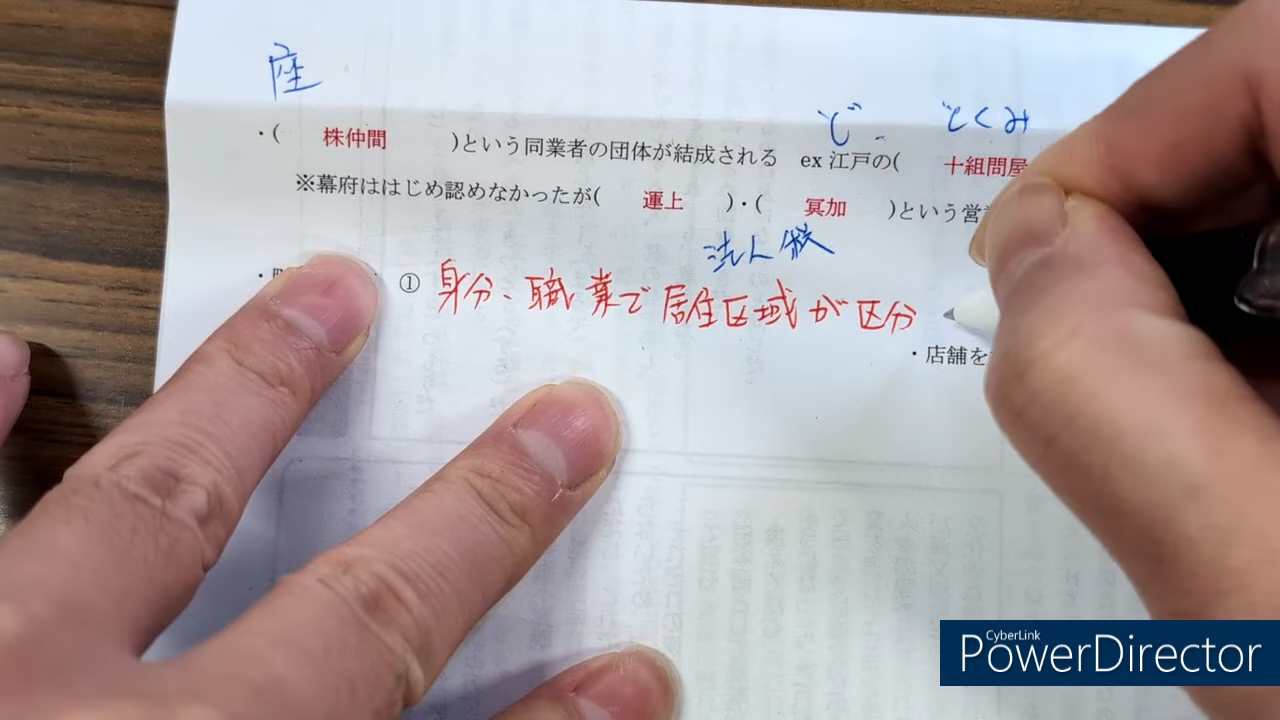 座
ど とくみ
・( 株仲間 )という同業者の団体が結成される ex 江戸の( 十組問屋
※幕府ははじめ認めなかったが( 運上 )・( 冥加 )という営
法人税
① 身分、職業で居住区域が区分
・店舗を
CyberLink
PowerDirector